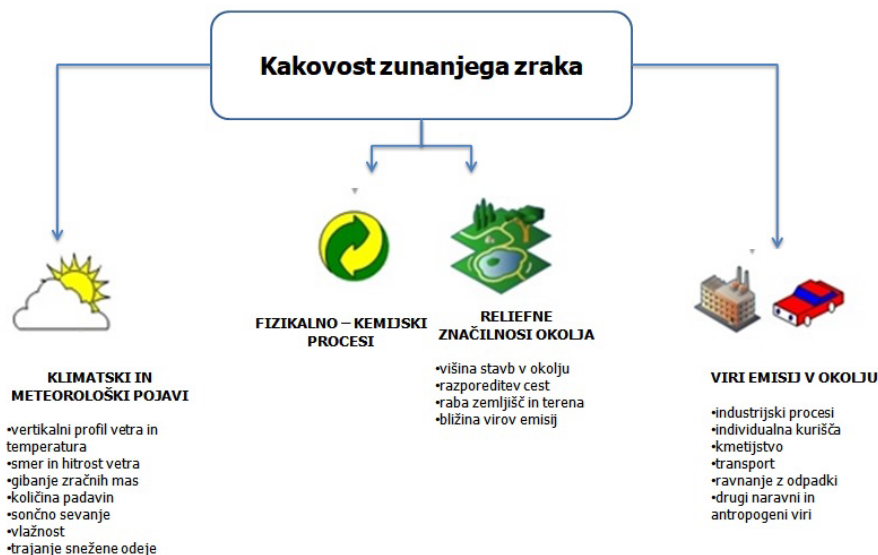 Kakovost zunanjega zraka
KLIMATSKI IN
METEOROLOŠKI POJAVI
•vertikalni profil vetra in
temperatura
•smer in hitrost vetra
•gibanje zračnih mas
•količina padavin
•sončno sevanje
•vlažnost
•trajanje snežene odeje
FIZIKALNO – KEMIJSKI
PROCESI
RELIEFNE
ZNAČILNOSI OKOLJA
•višina stavb v okolju
•razporeditev cest
•raba zemljišč in terena
•bližina virov emisij
VIRI EMISIJ V OKOLJU
•industrijski procesi
•individualna kurišča
•kmetijstvo
•transport
•ravnanje z odpadki
•drugi naravni in
antropogeni viri